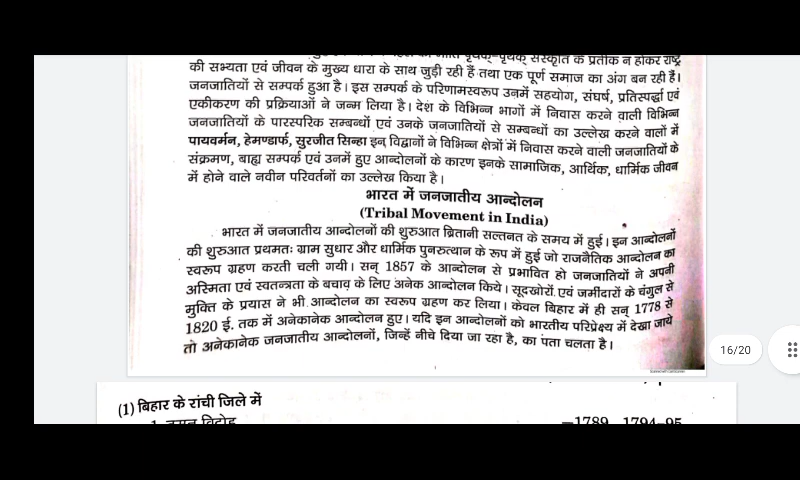 पृथक्-पृथक् संस्कृति के प्रतीक न होकर राष्ट्र
की सभ्यता एवं जीवन के मुख्य धारा के साथ जुड़ी रही हैं तथा एक पूर्ण समाज का अंग बन रही हैं।
जनजातियों से सम्पर्क हुआ है। इस सम्पर्क के परिणामस्वरूप उनमें सहयोग, संघर्ष, प्रतिस्पर्द्धा एवं
एकीकरण की प्रक्रियाओं ने जन्म लिया है। देश के विभिन्न भागों में निवास करने वाली विभिन्न
जनजातियों के पारस्परिक सम्बन्धों एवं उनके जनजातियों से सम्बन्धों का उल्लेख करने वालों में
पायवर्मन, हेमण्डार्फ, सुरजीत सिन्हा इन् विद्वानों ने विभिन्न क्षेत्रों में निवास करने वाली जनजातियों के
संक्रमण, बाह्य सम्पर्क एवं उनमें हुए आन्दोलनों के कारण इनके सामाजिक, आर्थिक, धार्मिक जीवन
में होने वाले नवीन परिवर्तनों का उल्लेख किया है।
भारत में जनजातीय आन्दोलन
(Tribal Movement in India)
भारत में जनजातीय आन्दोलनों की शुरुआत ब्रितानी सल्तनत के समय में हुई। इन आन्दोलनों
की शुरुआत प्रथमतः ग्राम सुधार और धार्मिक पुनरुत्थान के रूप में हुई जो राजनैतिक आन्दोलन का
स्वरूप ग्रहण करती चली गयी। सन् 1857 के आन्दोलन से प्रभावित हो जनजातियों ने अपनी
अस्मिता एवं स्वतन्त्रता के बचाव के लिए अनेक आन्दोलन किये। सूदखोरों एवं जमींदारों के चंगुल से
मुक्ति के प्रयास ने भी आन्दोलन का स्वरूप ग्रहण कर लिया। केवल बिहार में ही सन् 1778 से
1820 ई. तक में अनेकानेक आन्दोलन हुए। यदि इन आन्दोलनों को भारतीय परिप्रेक्ष्य में देखा जाये
तो अनेकानेक जनजातीय आन्दोलनों, जिन्हें नीचे दिया जा रहा है, का पंता चलता है।
16/20
(1) बिहार के रांची जिले में
1. विद्रोह –1789, 1794-95